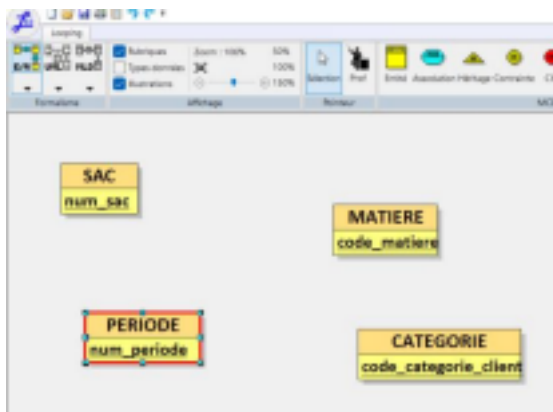 Looping
Rubriques Zoom : 100% 50%
Types données 100%
Illustrations 100%
Sélection Prof Entité Association Héritage Contrainte
Formalisme Affichage Pointeur
SAC
num_sac
MATIERE
code_matiere
PERIODE
num_periode
CATEGORIE
code_categorie_client